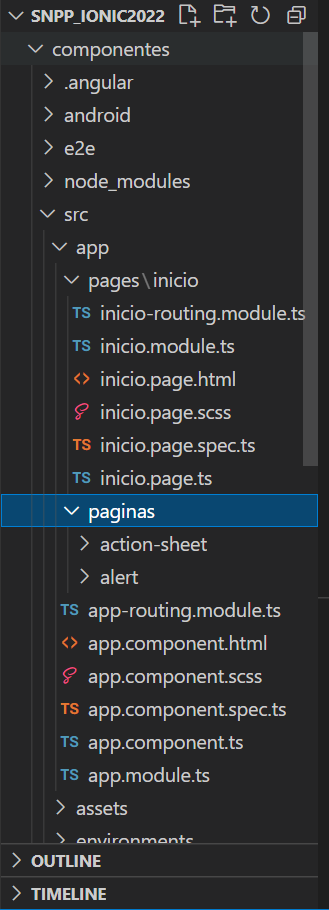 SNPP_IONIC2022
componentes
.angular
android
e2e
node_modules
src
app
pages\inicio
TS inicio-routing.module.ts
TS inicio.module.ts
<> inicio.page.html
inicio.page.scss
TS inicio.page.spec.ts
TS inicio.page.ts
paginas
action-sheet
alert
TS app-routing.module.ts
<> app.component.html
app.component.scss
TS app.component.spec.ts
TS app.component.ts
TS app.module.ts
assets
environments
OUTLINE
TIMELINE